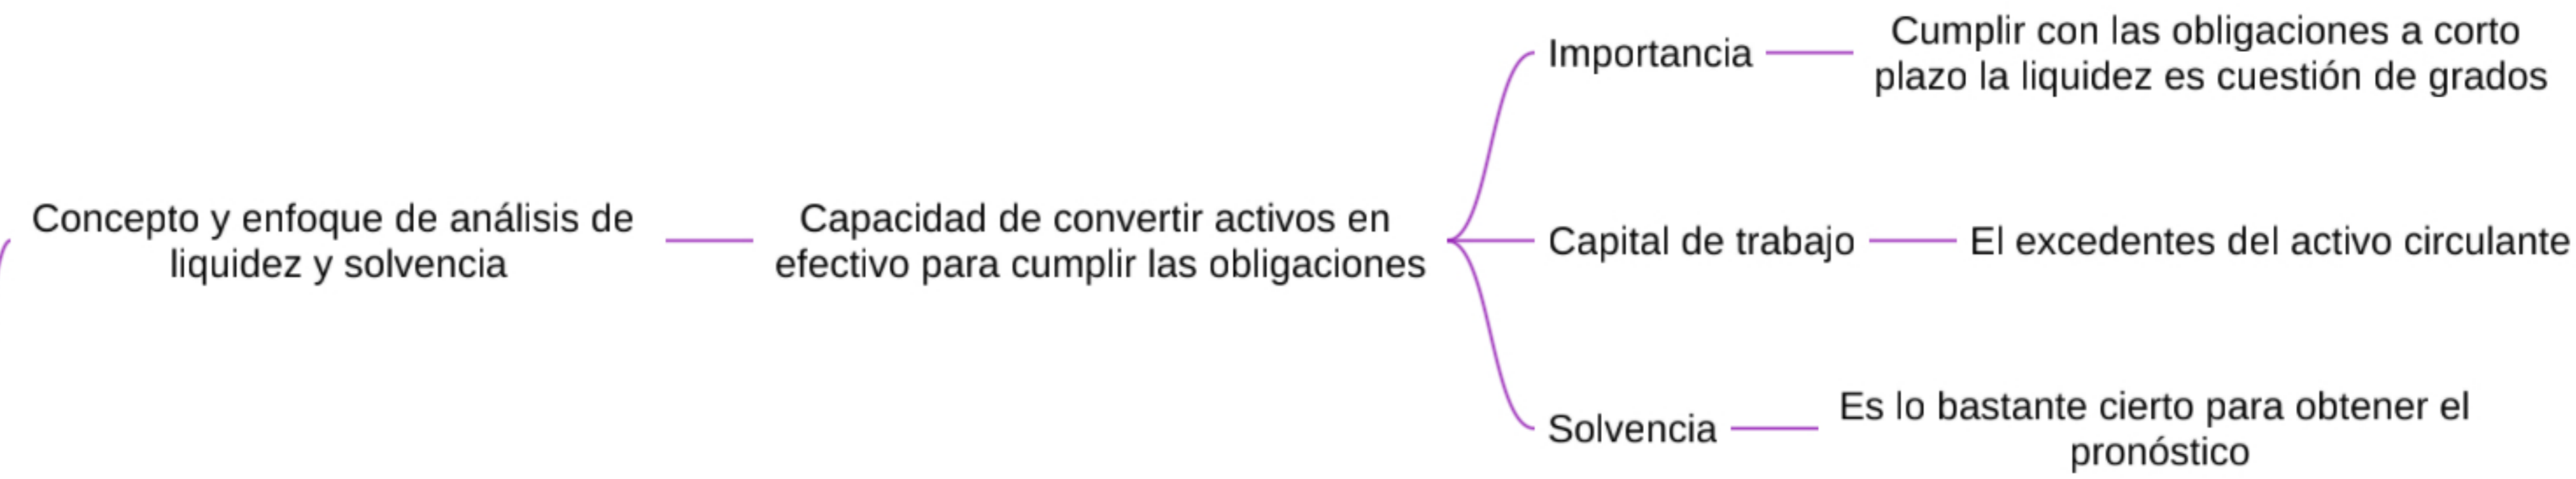 Concepto y enfoque de análisis de
liquidez y solvencia
Capacidad de convertir activos en
efectivo para cumplir las obligaciones
Importancia
Cumplir con las obligaciones a corto
plazo la liquidez es cuestión de grados
Capital de trabajo
El excedentes del activo circulante
Solvencia
Es lo bastante cierto para obtener el
pronóstico